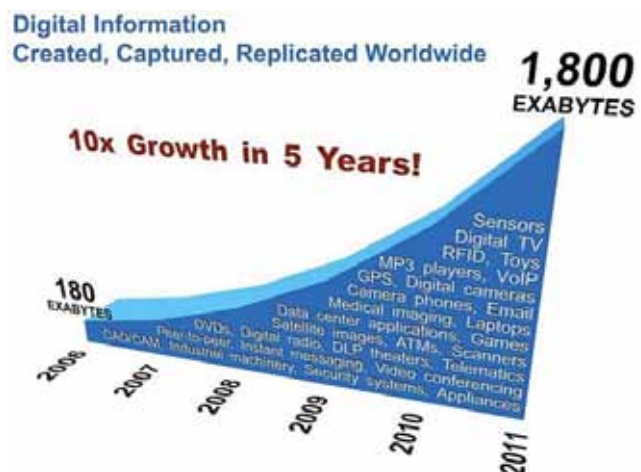 Digital Information
Created, Captured, Replicated Worldwide
1,800
EXABYTES
10x Growth in 5 Years!
180
EXABYTES
Sensors
Digital TV
RFID, Toys
MP3 players, VoIP
GPS, Digital cameras
Camera phones, Email
Medical imaging, Laptops
Data center applications, Games
Satellite images, ATMs, Scanners
DVDs, Digital radio, DLP theaters, Telematics
Peer-to-peer, Instant messaging, Video conferencing
CAD/CAM, Industrial machinery, Security systems, Appliances
2006
2007
2008
2009
2010
2011